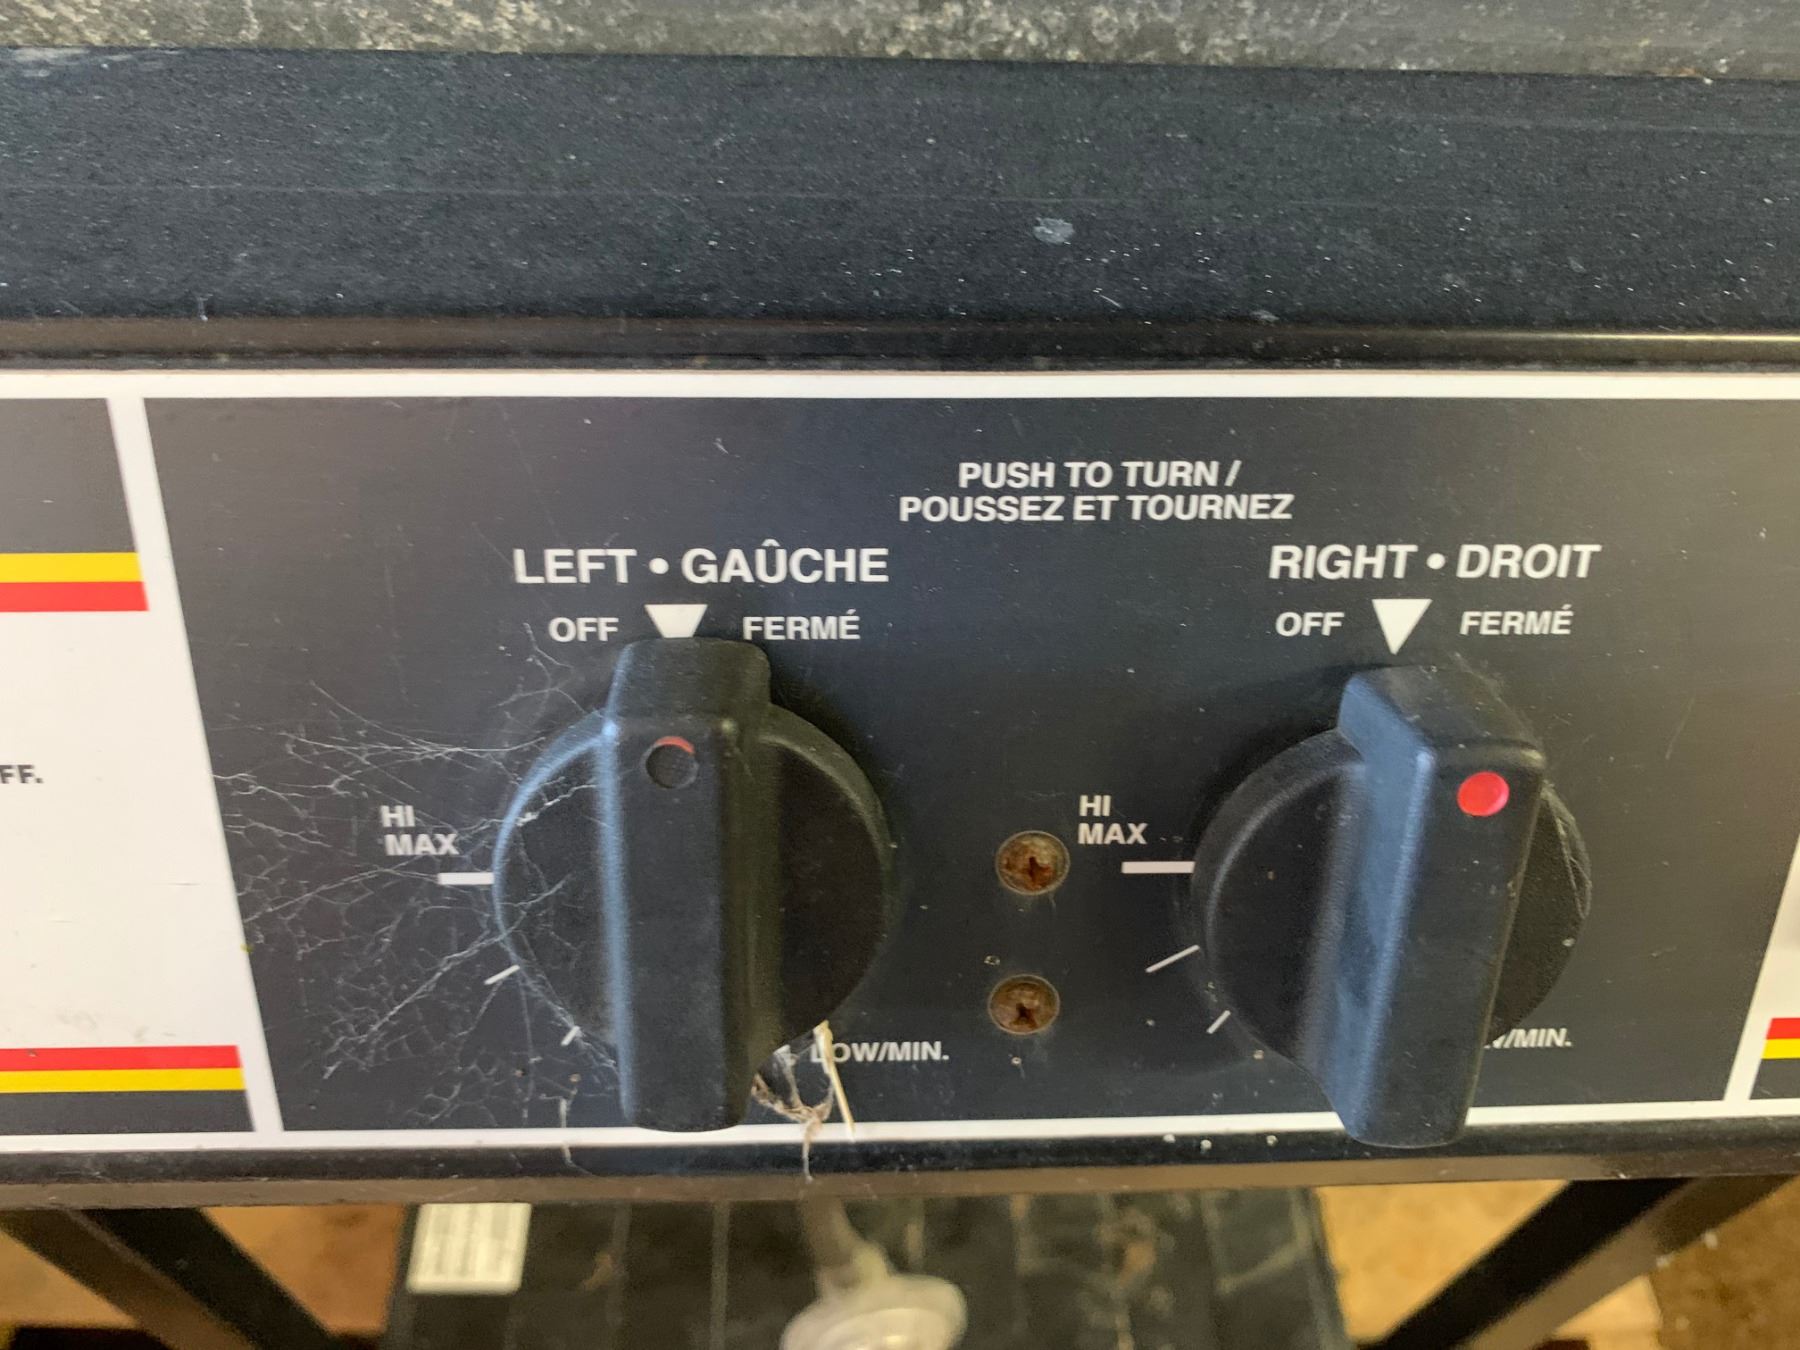 PUSH TO TURN /
POUSSEZ ET TOURNEZ
LEFT • GAÛCHE
OFF FERMÉ
HI
MAX
LOW/MIN.
RIGHT • DROIT
OFF FERMÉ
HI
MAX
/MIN.
FF.